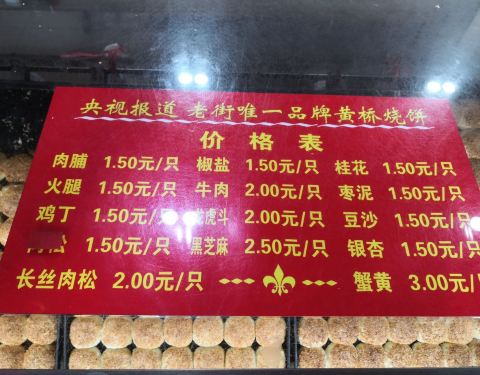 央视报道 老街唯一品牌黄桥烧饼
价格表
肉脯 1.50元/只 椒盐 1.50元/只 桂花 1.50元/只
火腿 1.50元/只 牛肉 2.00元/只 枣泥 1.50元/只
鸡丁 1.50元/只 虎斗 2.00元/只 豆沙 1.50元/只
松 1.50元/只 黑芝麻 2.50元/只 银杏 1.50元/只
长丝肉松 2.00元/只 蟹黄 3.00元/